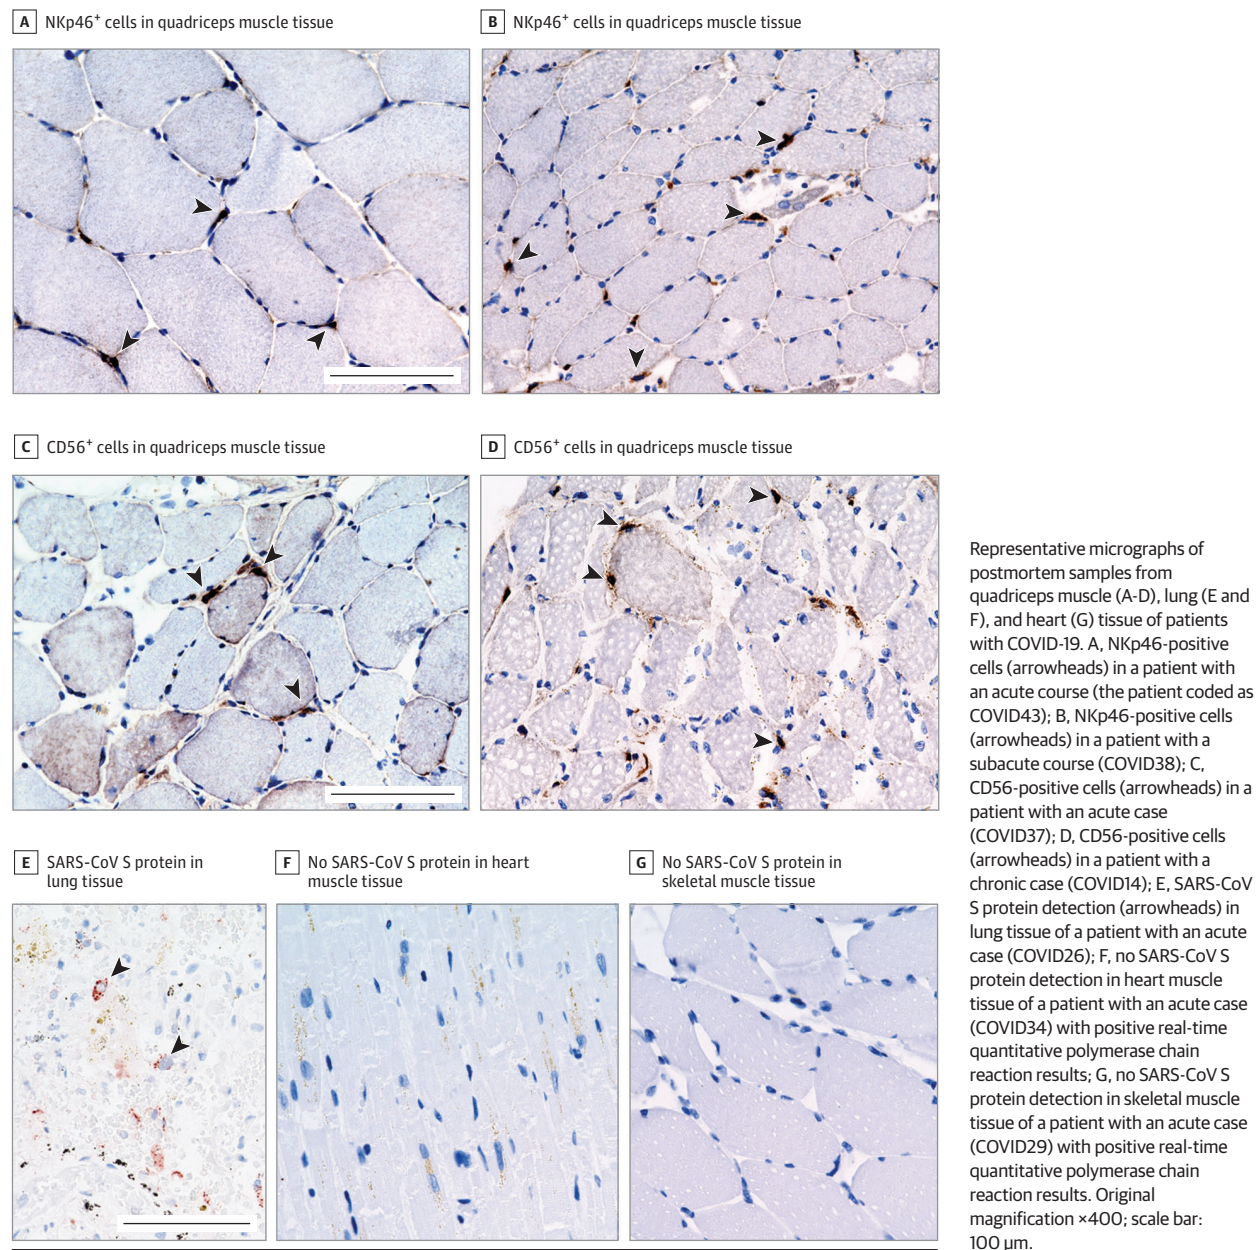 A NKp46+ cells in quadriceps muscle tissue
B NKp46+ cells in quadriceps muscle tissue
C CD56+ cells in quadriceps muscle tissue
D CD56+ cells in quadriceps muscle tissue
E SARS-CoV S protein in
lung tissue
F No SARS-CoV S protein in heart
muscle tissue
G No SARS-CoV S protein in
skeletal muscle tissue
Representative micrographs of
postmortem samples from
quadriceps muscle (A-D), lung (E and
F), and heart (G) tissue of patients
with COVID-19. A, NKp46-positive
cells (arrowheads) in a patient with
an acute course (the patient coded as
COVID43); B, NKp46-positive cells
(arrowheads) in a patient with a
subacute course (COVID38); C,
CD56-positive cells (arrowheads) in a
patient with an acute case
(COVID37); D, CD56-positive cells
(arrowheads) in a patient with a
chronic case (COVID14); E, SARS-CoV
S protein detection (arrowheads) in
lung tissue of a patient with an acute
case (COVID26); F, no SARS-CoV S
protein detection in heart muscle
tissue of a patient with an acute case
(COVID34) with positive real-time
quantitative polymerase chain
reaction results; G, no SARS-CoV S
protein detection in skeletal muscle
tissue of a patient with an acute case
(COVID29) with positive real-time
quantitative polymerase chain
reaction results. Original
magnification ×400; scale bar:
100 μm.